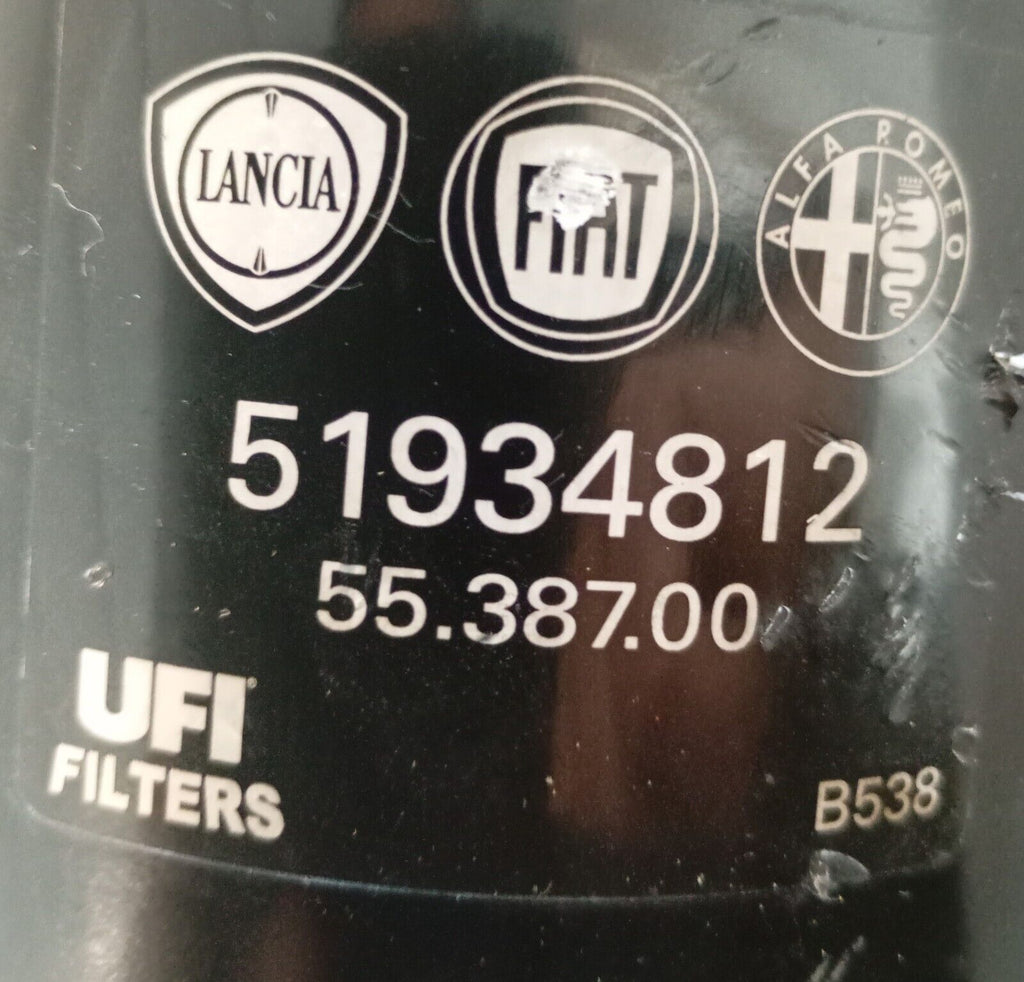 LANCIA
FIAT
ALFA ROMEO
51934812
55.387.00
UFI
FILTERS
B538